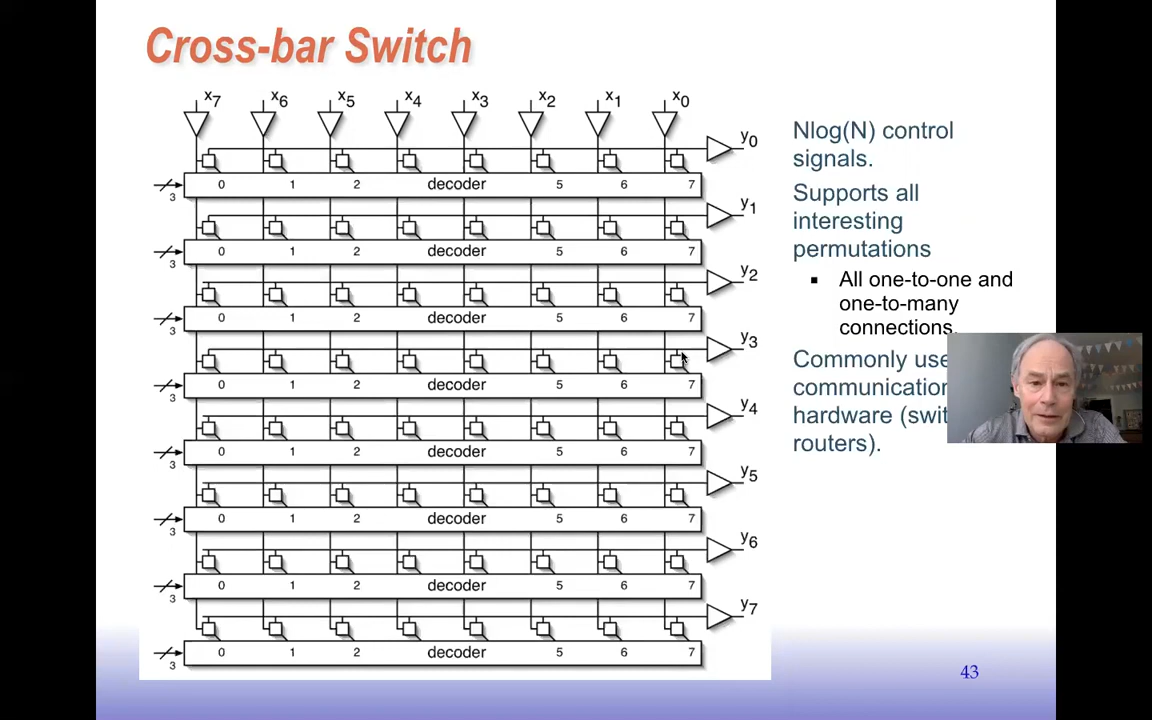 Cross-bar Switch
x7 x6 x5 x4 x3 x2 x1 x0
y0
0 1 2 decoder 5 6 7
3
y1
0 1 2 decoder 5 6 7
3
y2
0 1 2 decoder 5 6 7
3
y3
0 1 2 decoder 5 6 7
3
y4
0 1 2 decoder 5 6 7
3
y5
0 1 2 decoder 5 6 7
3
y6
0 1 2 decoder 5 6 7
3
y7
0 1 2 decoder 5 6 7
3
Nlog(N) control
signals.
Supports all
interesting
permutations
▪ All one-to-one and
one-to-many
connections.
Commonly use
communication
hardware (swit
routers).
43